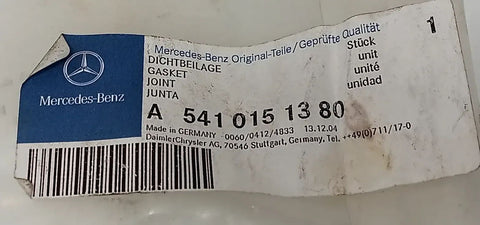 Mercedes-Benz
Mercedes-Benz Original-Teile/Geprüfte Qualität
DICHTBEILAGE Stück 1
GASKET unit
JOINT unité
JUNTA unidad
A 541 015 13 80
Made in GERMANY 0060/0412/4833 13.12.04
DaimlerChrysler AG, 70546 Stuttgart, Germany, Tel.++49(0)711/17-0